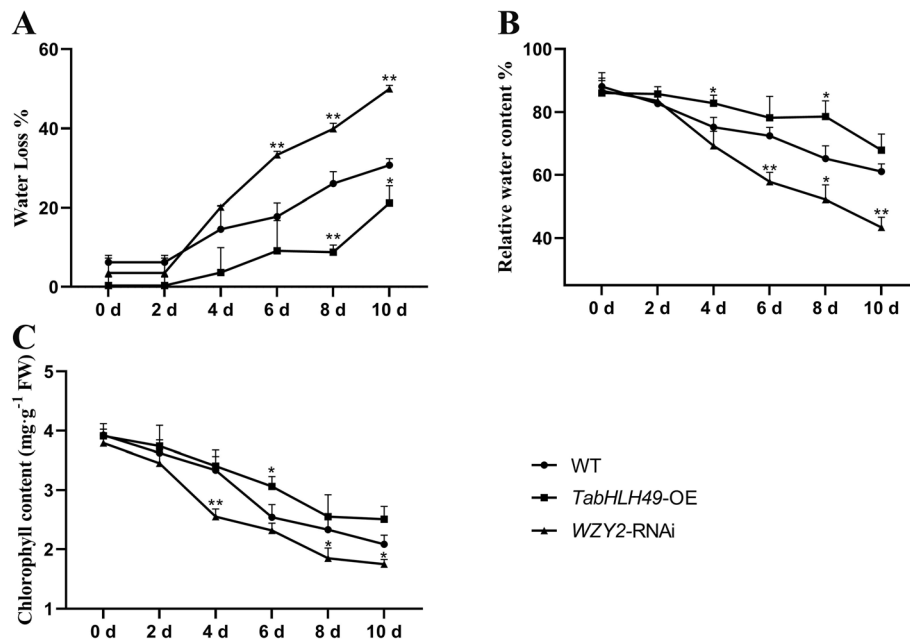 A
Water Loss %
60
40
20
0
0 d 2 d 4 d 6 d 8 d 10 d
** ** ** ** *
B
Relative water content %
100
80
60
40
0 d 2 d 4 d 6 d 8 d 10 d
* * ** * **
C
Chlorophyll content (mg·g⁻¹ FW)
5
4
3
2
1
0 d 2 d 4 d 6 d 8 d 10 d
** * * *
WT
TabHLH49-OE
WZY2-RNAi